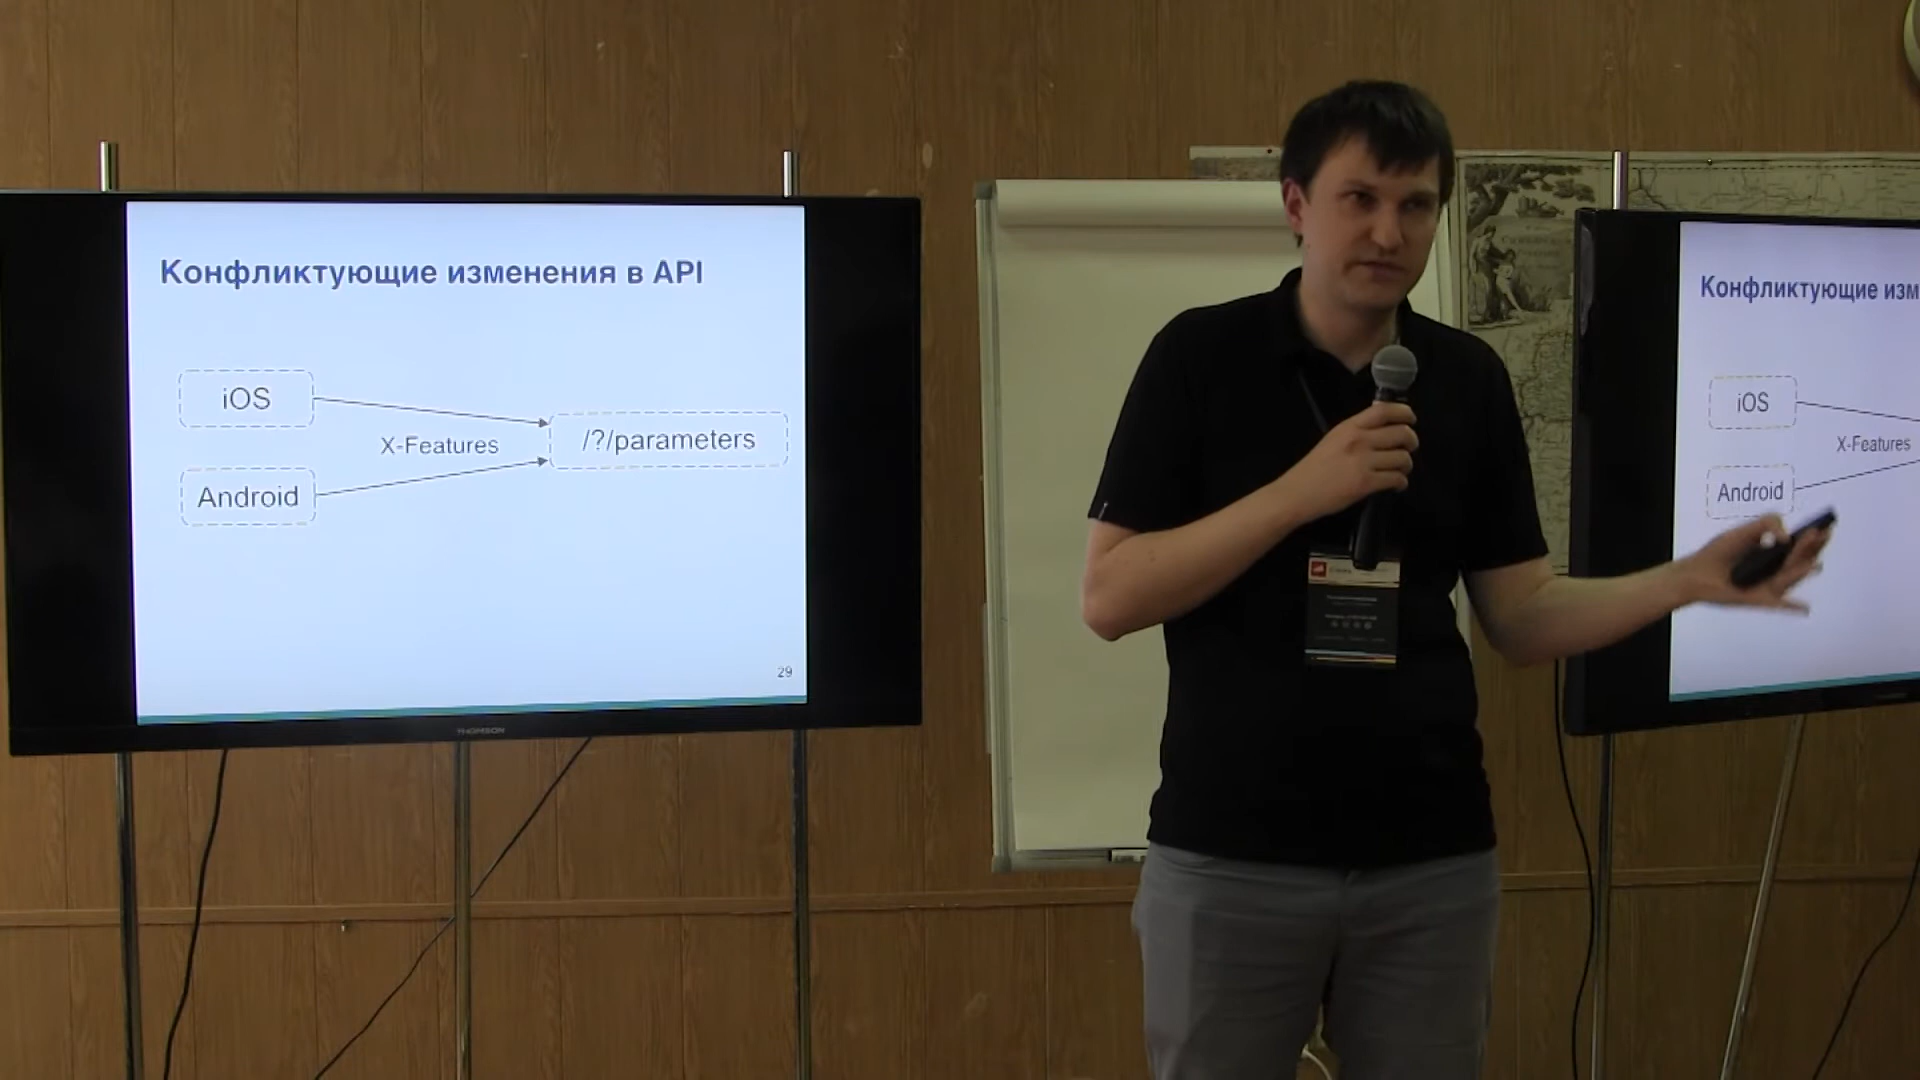 Конфликтующие изменения в API
iOS
X-Features
/?/parameters
Android
29
THOMSON
Конфликтующие изм
iOS
X-Features
Android